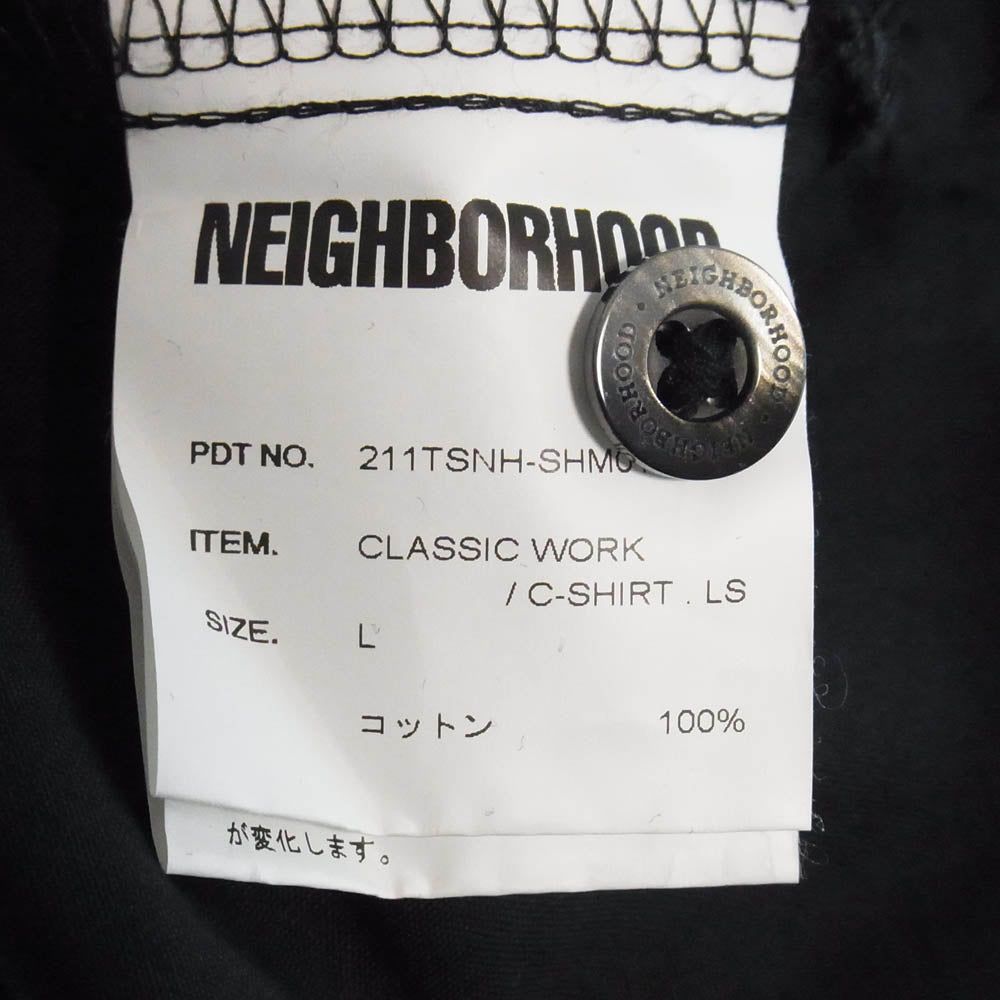 NEIGHBORHOOD
NEIGHBORHOOD · NEIGHBORHOOD ·
PDT NO. 211TSNH-SHM0
ITEM. CLASSIC WORK
/ C-SHIRT . LS
SIZE. L
コットン 100%
が変化します。